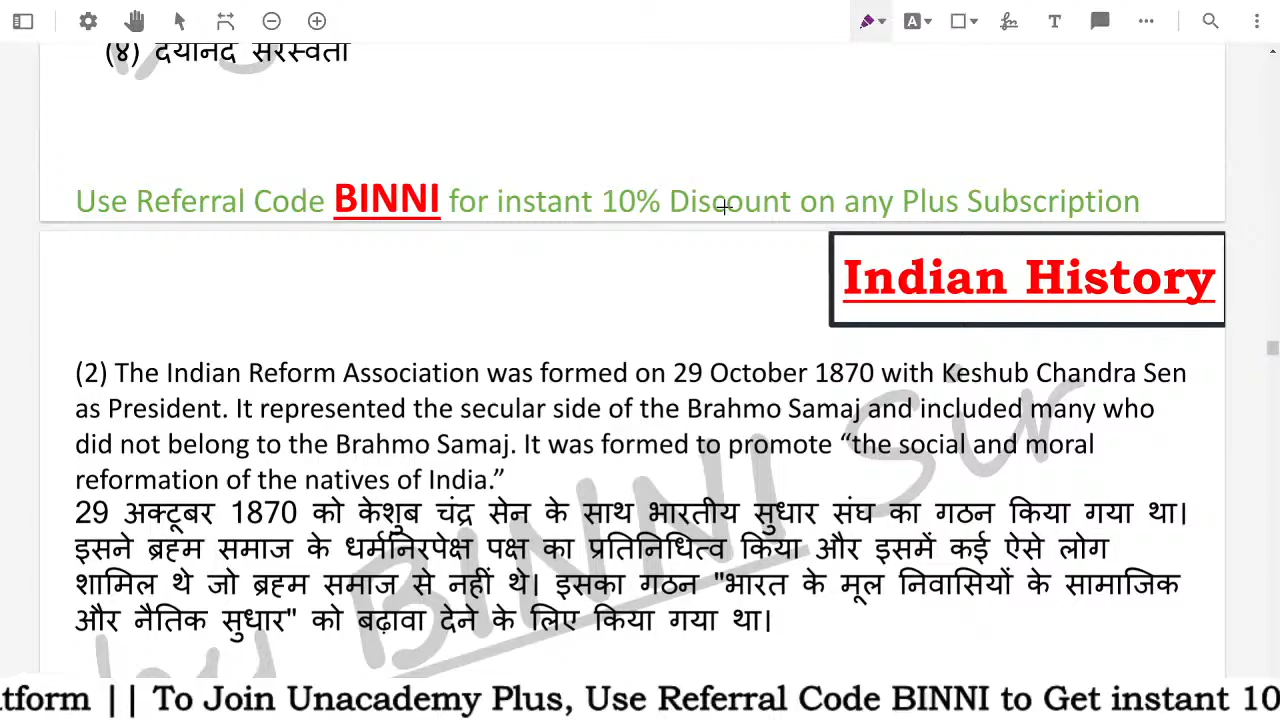 (४) दयानंद सरस्वती
Use Referral Code BINNI for instant 10% Discount on any Plus Subscription
Indian History
(2) The Indian Reform Association was formed on 29 October 1870 with Keshub Chandra Sen
as President. It represented the secular side of the Brahmo Samaj and included many who
did not belong to the Brahmo Samaj. It was formed to promote “the social and moral
reformation of the natives of India.”
29 अक्टूबर 1870 को केशुब चंद्र सेन के साथ भारतीय सुधार संघ का गठन किया गया था।
इसने ब्रह्म समाज के धर्मनिरपेक्ष पक्ष का प्रतिनिधित्व किया और इसमें कई ऐसे लोग
शामिल थे जो ब्रह्म समाज से नहीं थे। इसका गठन "भारत के मूल निवासियों के सामाजिक
और नैतिक सुधार" को बढ़ावा देने के लिए किया गया था।
by BINNI Sir
tform || To Join Unacademy Plus, Use Referral Code BINNI to Get instant 10